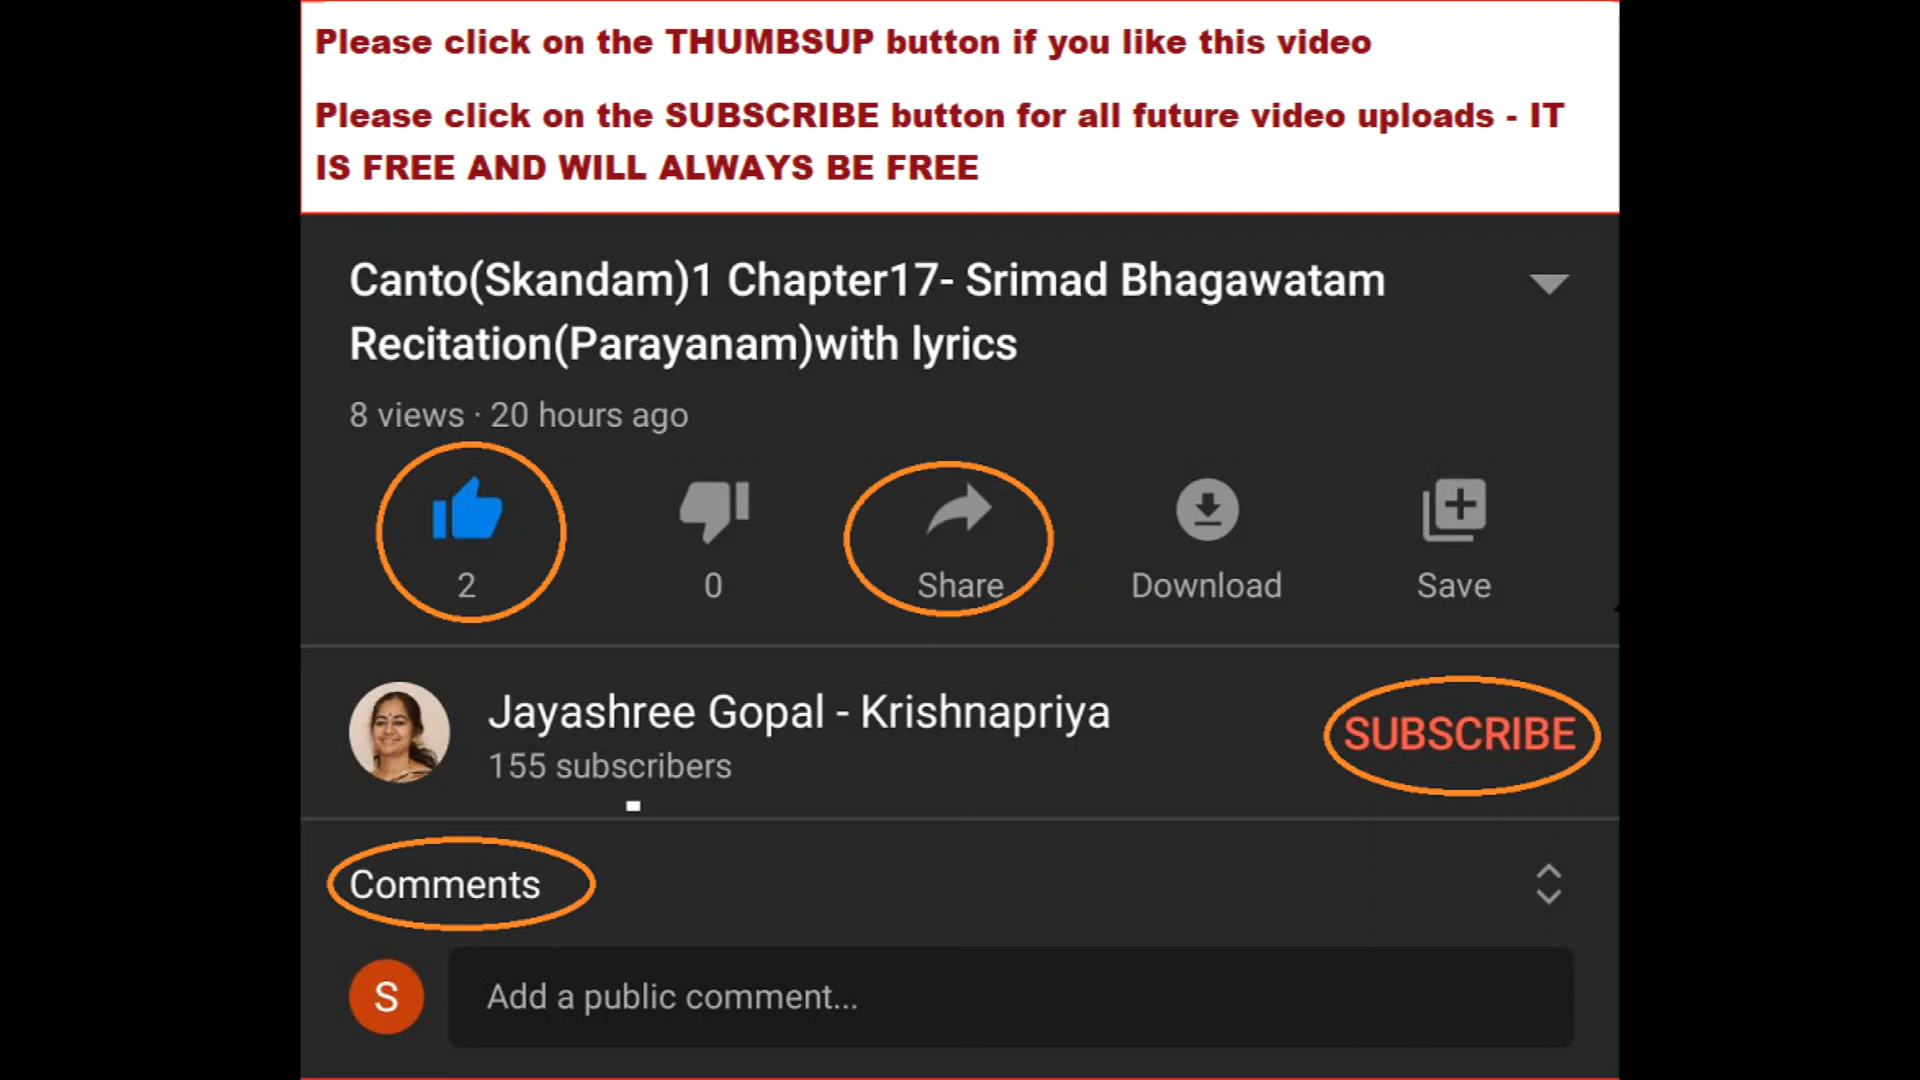 Please click on the THUMBSUP button if you like this video
Please click on the SUBSCRIBE button for all future video uploads - IT
IS FREE AND WILL ALWAYS BE FREE
Canto(Skandam)1 Chapter17- Srimad Bhagawatam
Recitation(Parayanam)with lyrics
8 views · 20 hours ago
2 0 Share Download Save
Jayashree Gopal - Krishnapriya
SUBSCRIBE
155 subscribers
Comments
S
Add a public comment...